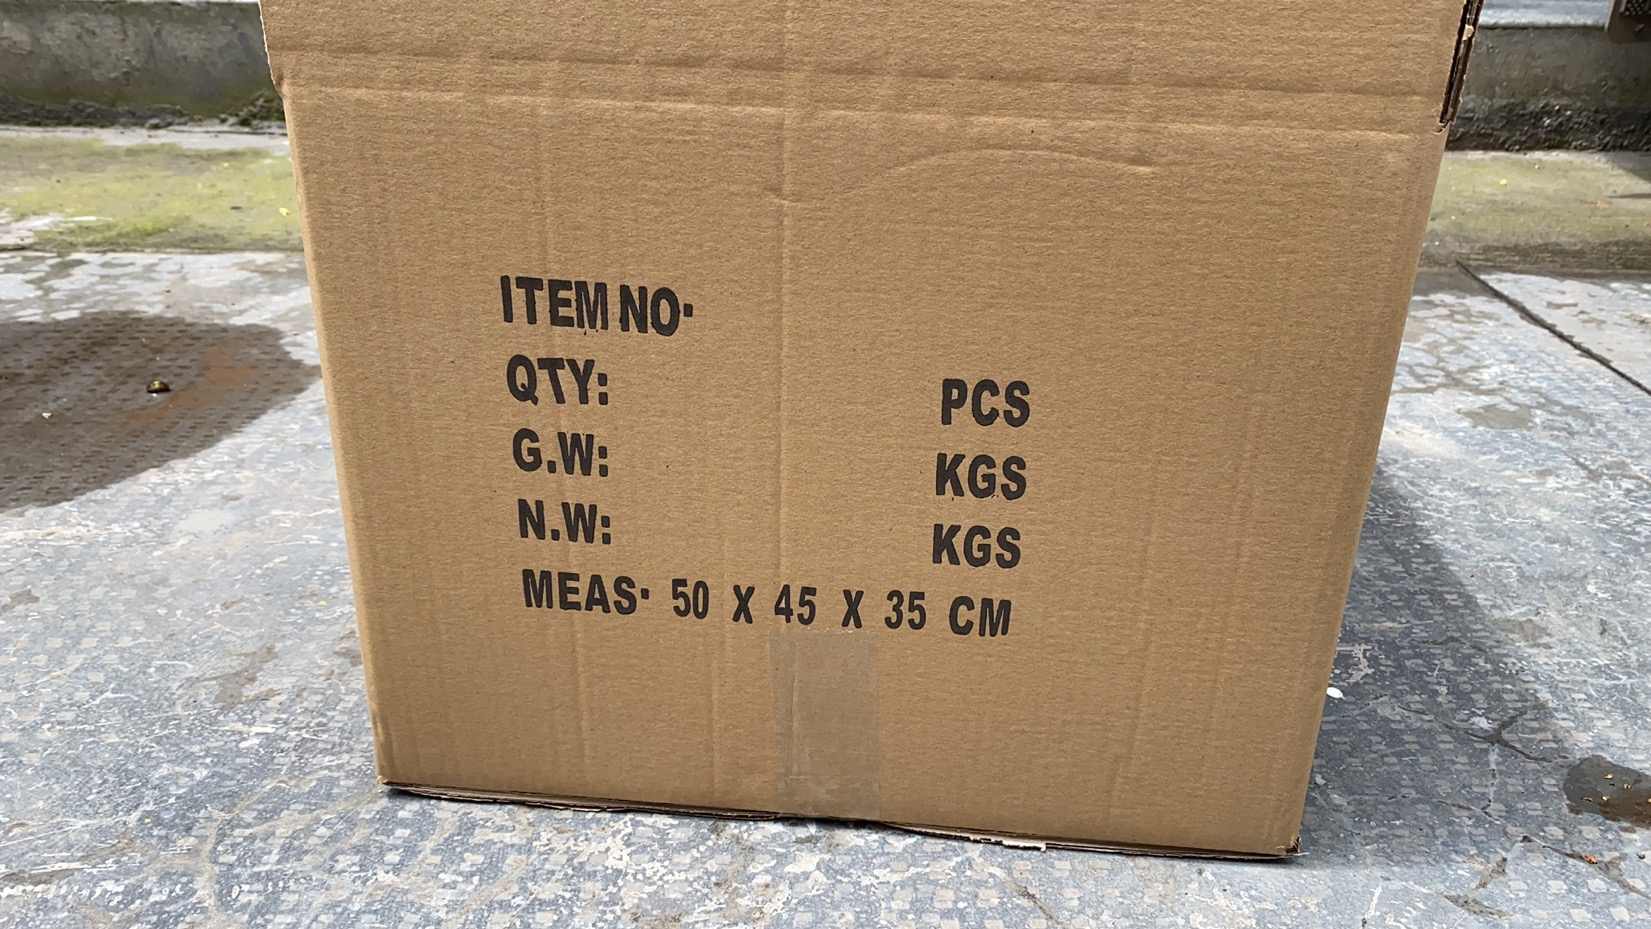 ITEM NO·
QTY: PCS
G.W: KGS
N.W: KGS
MEAS· 50 X 45 X 35 CM